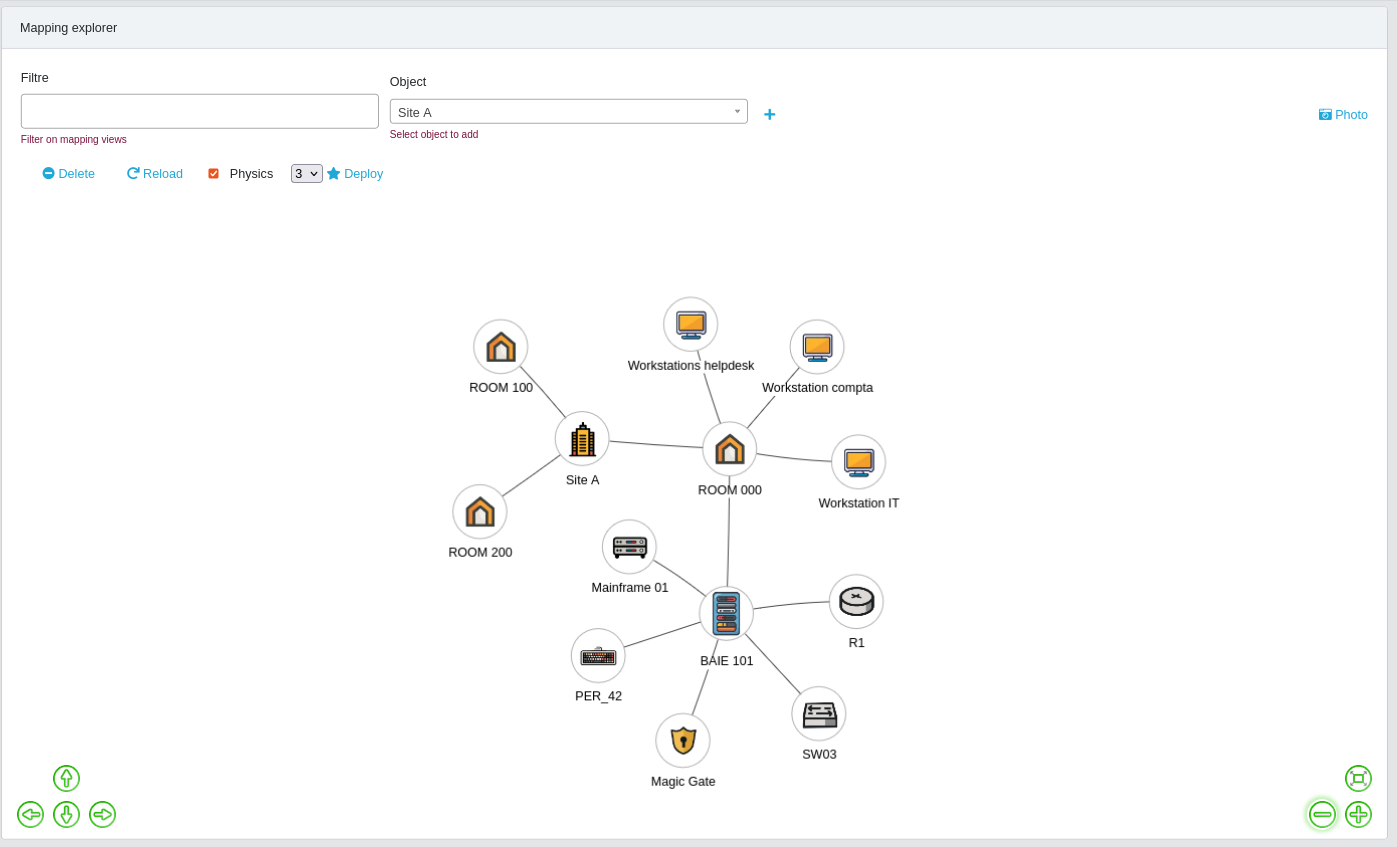 Mapping explorer
Filtre
Object
Site A
Filter on mapping views
Select object to add
Photo
Delete Reload Physics 3 Deploy
Workstations helpdesk
ROOM 100
Workstation compta
Site A
ROOM 000
Workstation IT
ROOM 200
Mainframe 01
R1
BAIE 101
PER_42
SW03
Magic Gate